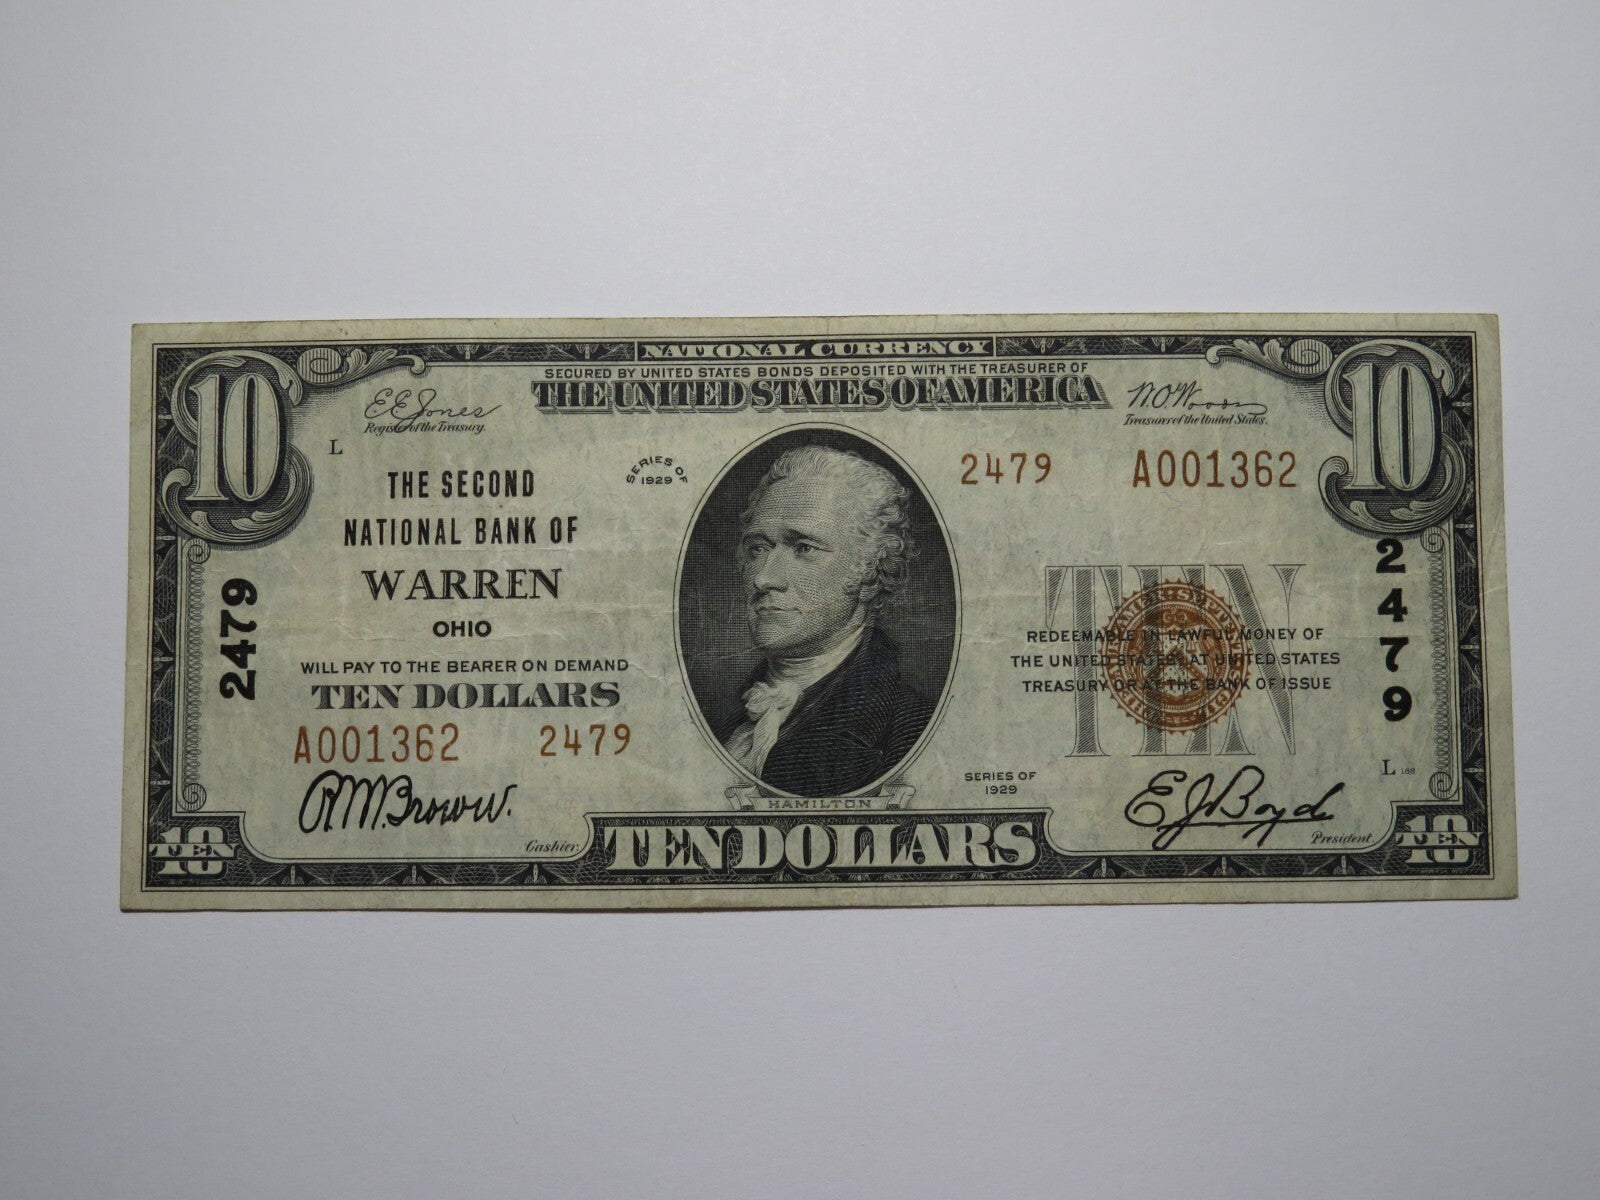 NATIONAL CURRENCY
SECURED BY UNITED STATES BONDS DEPOSITED WITH THE TREASURER OF
THE UNITED STATES OF AMERICA
10
10
E E Jones
Register of the Treasury.
W. O. Woods
Treasurer of the United States.
L
SERIES OF
1929
2479 A001362
THE SECOND
NATIONAL BANK OF
WARREN
OHIO
2479
2479
WILL PAY TO THE BEARER ON DEMAND
TEN DOLLARS
A001362 2479
TEN
REDEEMABLE IN LAWFUL MONEY OF
THE UNITED STATES AT UNITED STATES
TREASURY OR AT THE BANK OF ISSUE
L 188
SERIES OF
1929
HAMILTON
R M Brown.
Cashier.
E J Boyd
President.
10
TEN
TEN DOLLARS
10
TEN